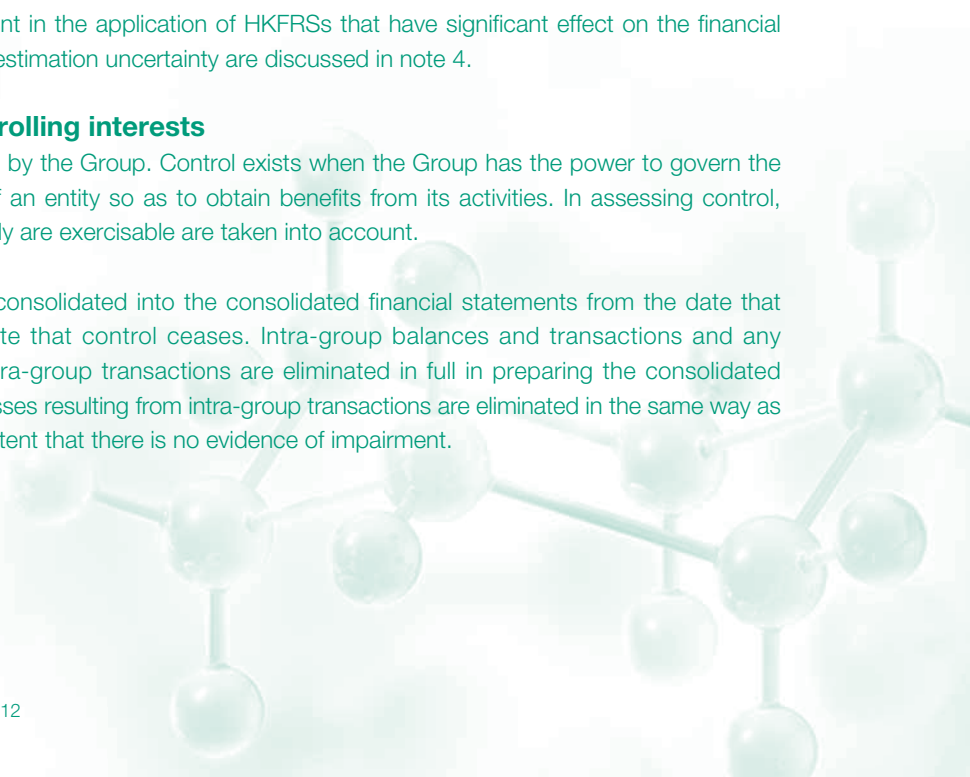 nt in the application of HKFRSs that have significant effect on the financial
estimation uncertainty are discussed in note 4.
rolling interests
by the Group. Control exists when the Group has the power to govern the
f an entity so as to obtain benefits from its activities. In assessing control,
ly are exercisable are taken into account.
consolidated into the consolidated financial statements from the date that
te that control ceases. Intra-group balances and transactions and any
ra-group transactions are eliminated in full in preparing the consolidated
sses resulting from intra-group transactions are eliminated in the same way as
tent that there is no evidence of impairment.
12